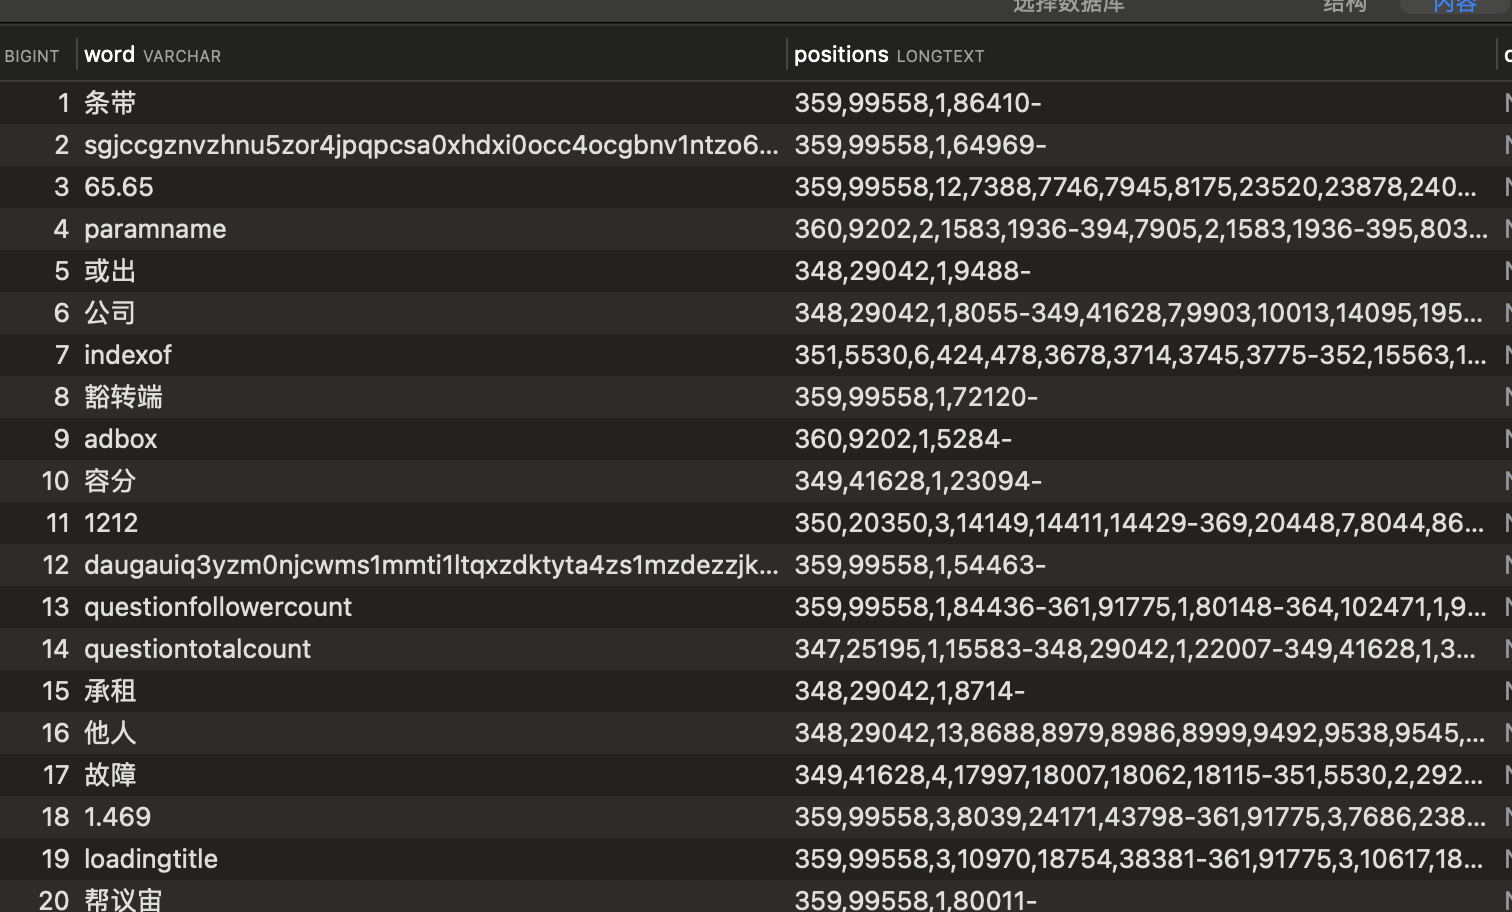 选择数据库 结构 内容
BIGINT word VARCHAR positions LONGTEXT
1 条带 359,99558,1,86410-
2 sgjccgznvzhnu5zor4jpqpcsa0xhdxi0occ4ocgbnv1ntzo6... 359,99558,1,64969-
3 65.65 359,99558,12,7388,7746,7945,8175,23520,23878,240...
4 paramname 360,9202,2,1583,1936-394,7905,2,1583,1936-395,803...
5 或出 348,29042,1,9488-
6 公司 348,29042,1,8055-349,41628,7,9903,10013,14095,195...
7 indexof 351,5530,6,424,478,3678,3714,3745,3775-352,15563,1...
8 豁转端 359,99558,1,72120-
9 adbox 360,9202,1,5284-
10 容分 349,41628,1,23094-
11 1212 350,20350,3,14149,14411,14429-369,20448,7,8044,86...
12 daugauiq3yzm0njcwms1mmti1ltqxzdktyta4zs1mzdezzjk... 359,99558,1,54463-
13 questionfollowercount 359,99558,1,84436-361,91775,1,80148-364,102471,1,9...
14 questiontotalcount 347,25195,1,15583-348,29042,1,22007-349,41628,1,3...
15 承租 348,29042,1,8714-
16 他人 348,29042,13,8688,8979,8986,8999,9492,9538,9545,...
17 故障 349,41628,4,17997,18007,18062,18115-351,5530,2,292...
18 1.469 359,99558,3,8039,24171,43798-361,91775,3,7686,238...
19 loadingtitle 359,99558,3,10970,18754,38381-361,91775,3,10617,18...
20 帮议宙 359,99558,1,80011-